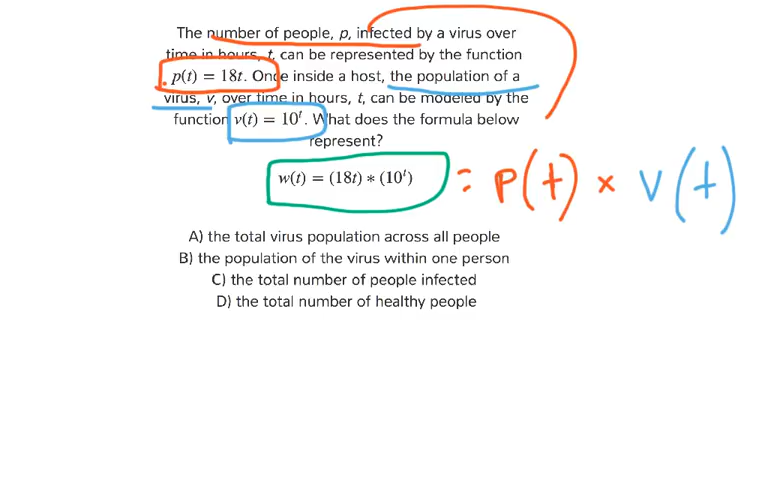 The number of people, p, infected by a virus over
time in hours, t, can be represented by the function
p(t) = 18t. Once inside a host, the population of a
virus, v, over time in hours, t, can be modeled by the
function v(t) = 10^t. What does the formula below
represent?
w(t) = (18t) * (10^t) = p(t) × v(t)
A) the total virus population across all people
B) the population of the virus within one person
C) the total number of people infected
D) the total number of healthy people